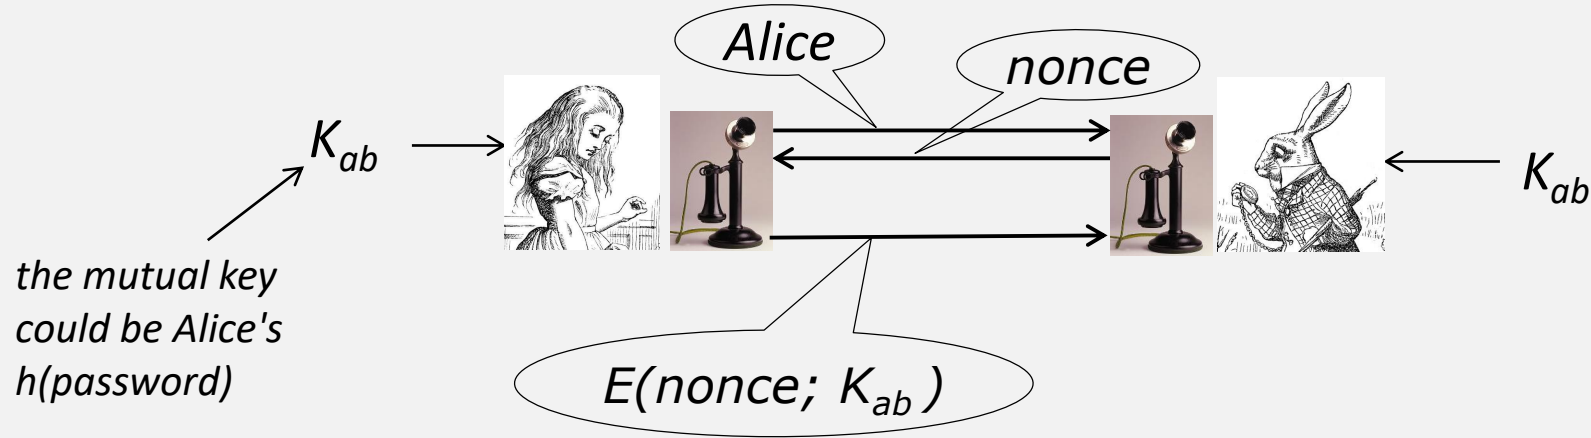 Alice
nonce
K_ab
K_ab
the mutual key
could be Alice's
h(password)
E(nonce; K_ab )